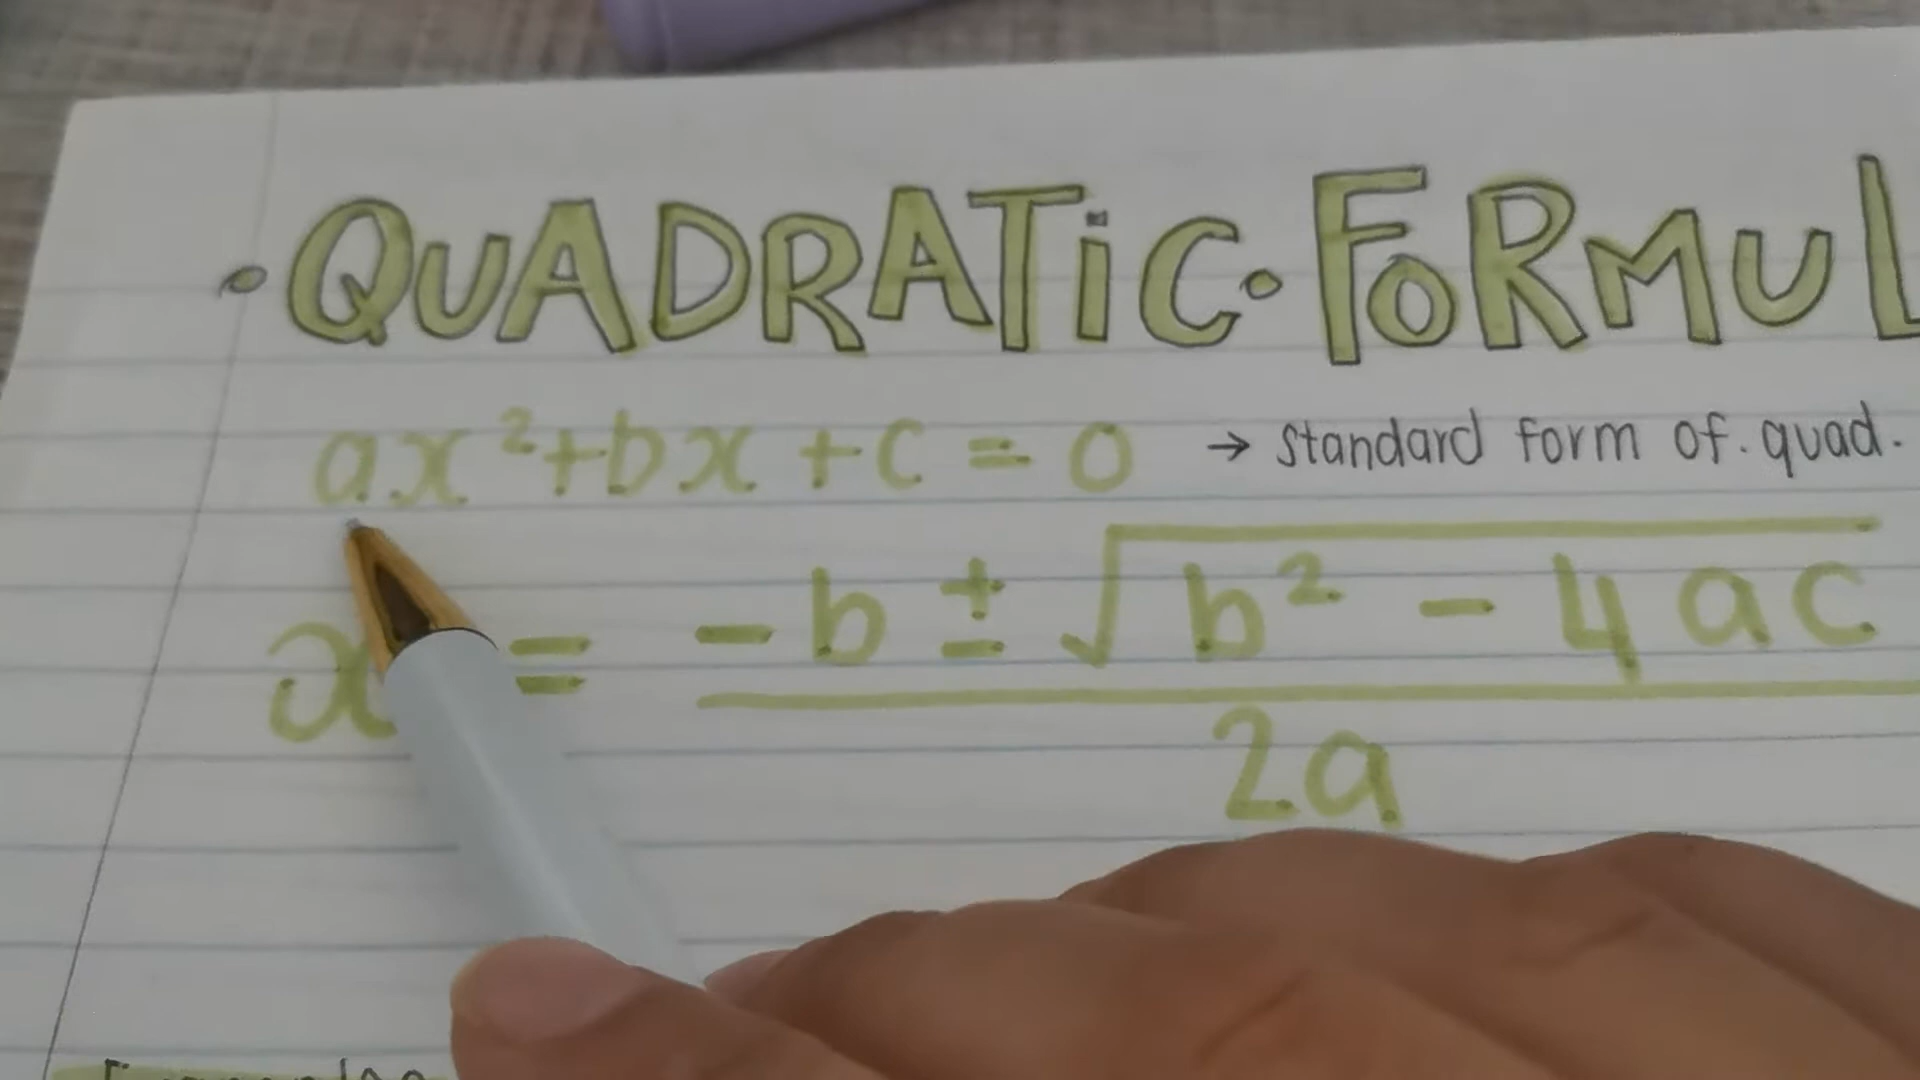 ·QUADRATiC·FORMUL
ax²+bx+c=0 → Standard form of.quad.
x = -b ± √b² - 4ac
2a